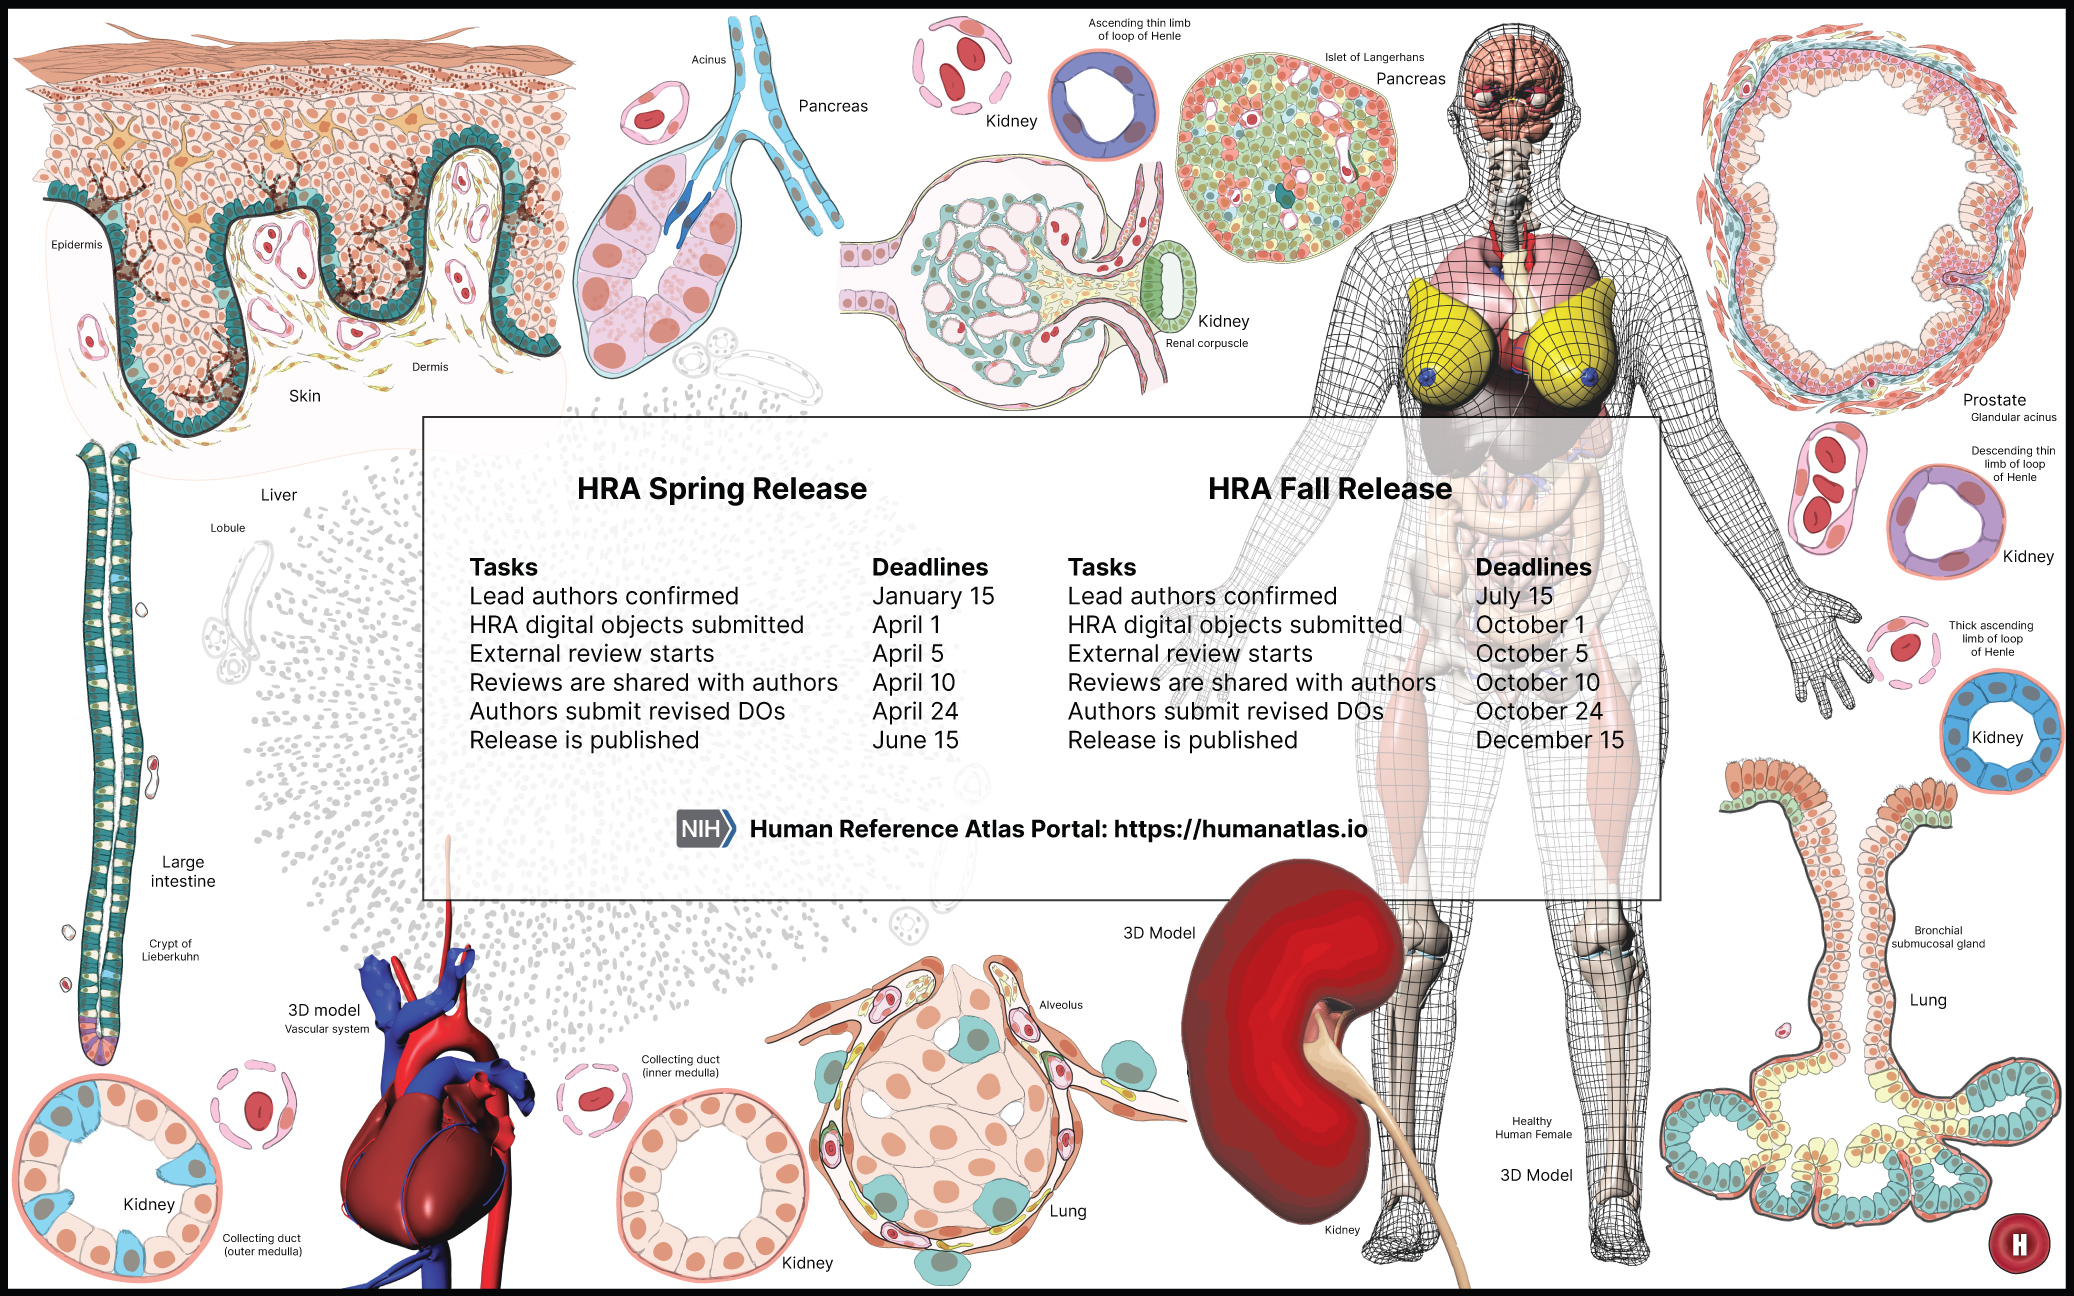 Acinus
Pancreas
Kidney
Ascending thin limb
of loop of Henle
Islet of Langerhans
Pancreas
Epidermis
Dermis
Skin
Kidney
Renal corpuscle
Prostate
Glandular acinus
Liver
Lobule
Descending thin
limb of loop
of Henle
Kidney
Thick ascending
limb of loop
of Henle
Kidney
HRA Spring Release
Tasks Deadlines
Lead authors confirmed January 15
HRA digital objects submitted April 1
External review starts April 5
Reviews are shared with authors April 10
Authors submit revised DOs April 24
Release is published June 15
HRA Fall Release
Tasks Deadlines
Lead authors confirmed July 15
HRA digital objects submitted October 1
External review starts October 5
Reviews are shared with authors October 10
Authors submit revised DOs October 24
Release is published December 15
NIH Human Reference Atlas Portal: https://humanatlas.io
Large
intestine
Crypt of
Lieberkuhn
3D model
Vascular system
Collecting duct
(inner medulla)
Kidney
Kidney
Collecting duct
(outer medulla)
Alveolus
Lung
3D Model
Kidney
Healthy
Human Female
3D Model
Bronchial
submucosal gland
Lung
H